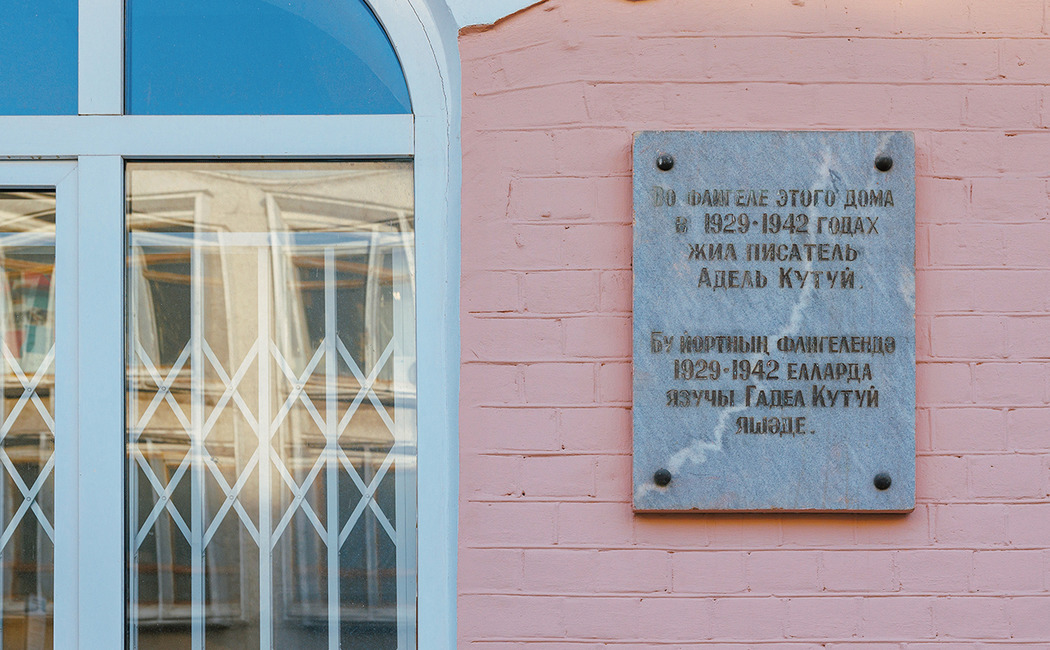 Во флигеле этого дома
в 1929-1942 годах
жил писатель
Адель Кутуй.
Бу йортның флигелендә
1929-1942 елларда
язучы Гадел Кутуй
яшәде.